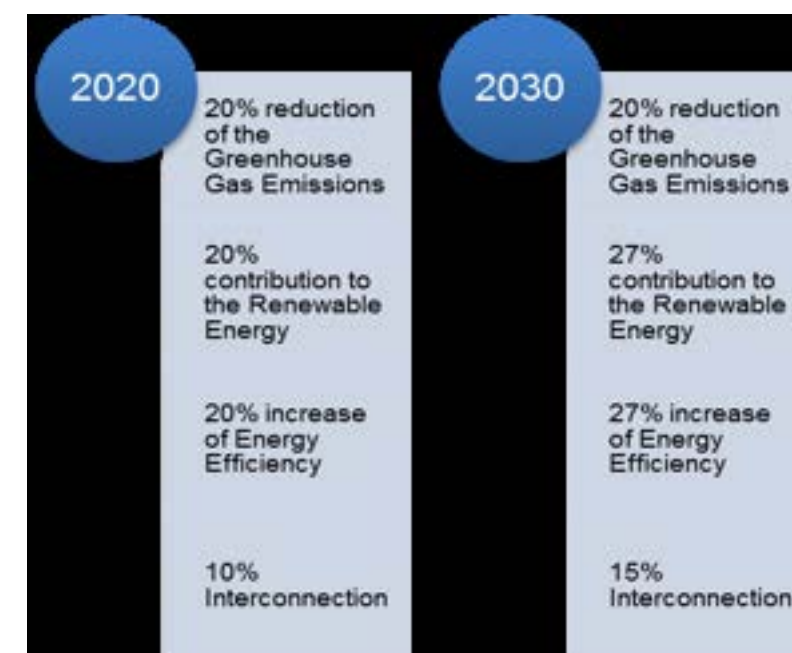 2020
20% reduction
of the
Greenhouse
Gas Emissions
20%
contribution to
the Renewable
Energy
20% increase
of Energy
Efficiency
10%
Interconnection
2030
20% reduction
of the
Greenhouse
Gas Emissions
27%
contribution to
the Renewable
Energy
27% increase
of Energy
Efficiency
15%
Interconnection